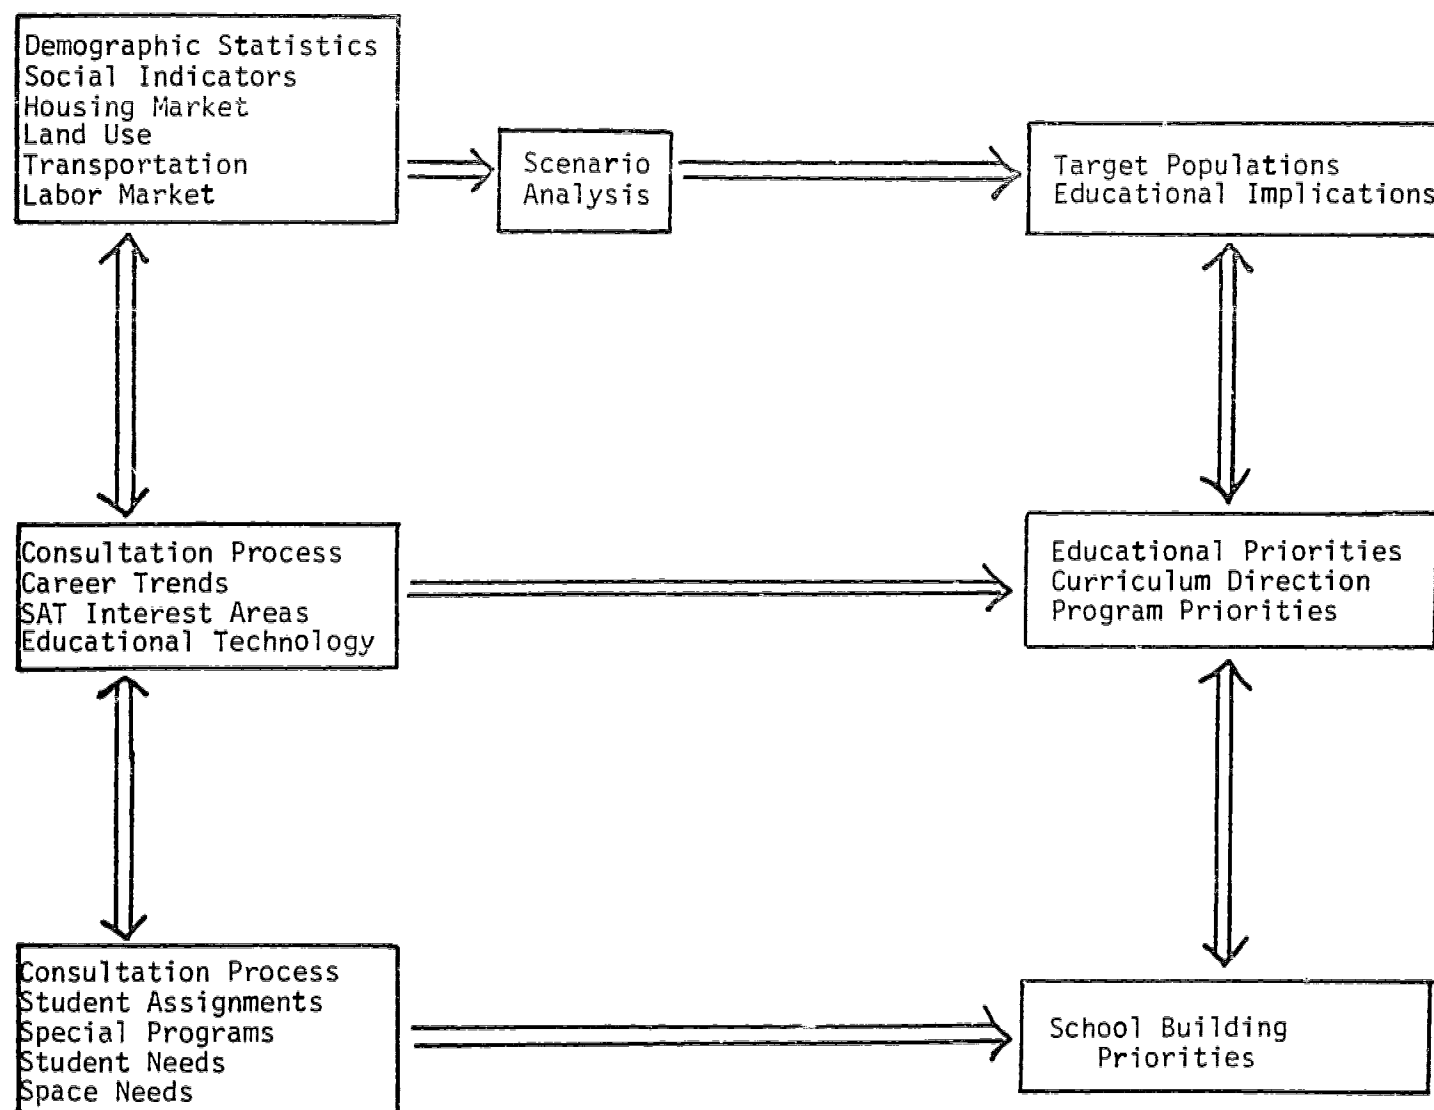 Demographic Statistics
Social Indicators
Housing Market
Land Use
Transportation
Labor Market
Scenario
Analysis
Target Populations
Educational Implications
Consultation Process
Career Trends
SAT Interest Areas
Educational Technology
Educational Priorities
Curriculum Direction
Program Priorities
Consultation Process
Student Assignments
Special Programs
Student Needs
Space Needs
School Building
Priorities